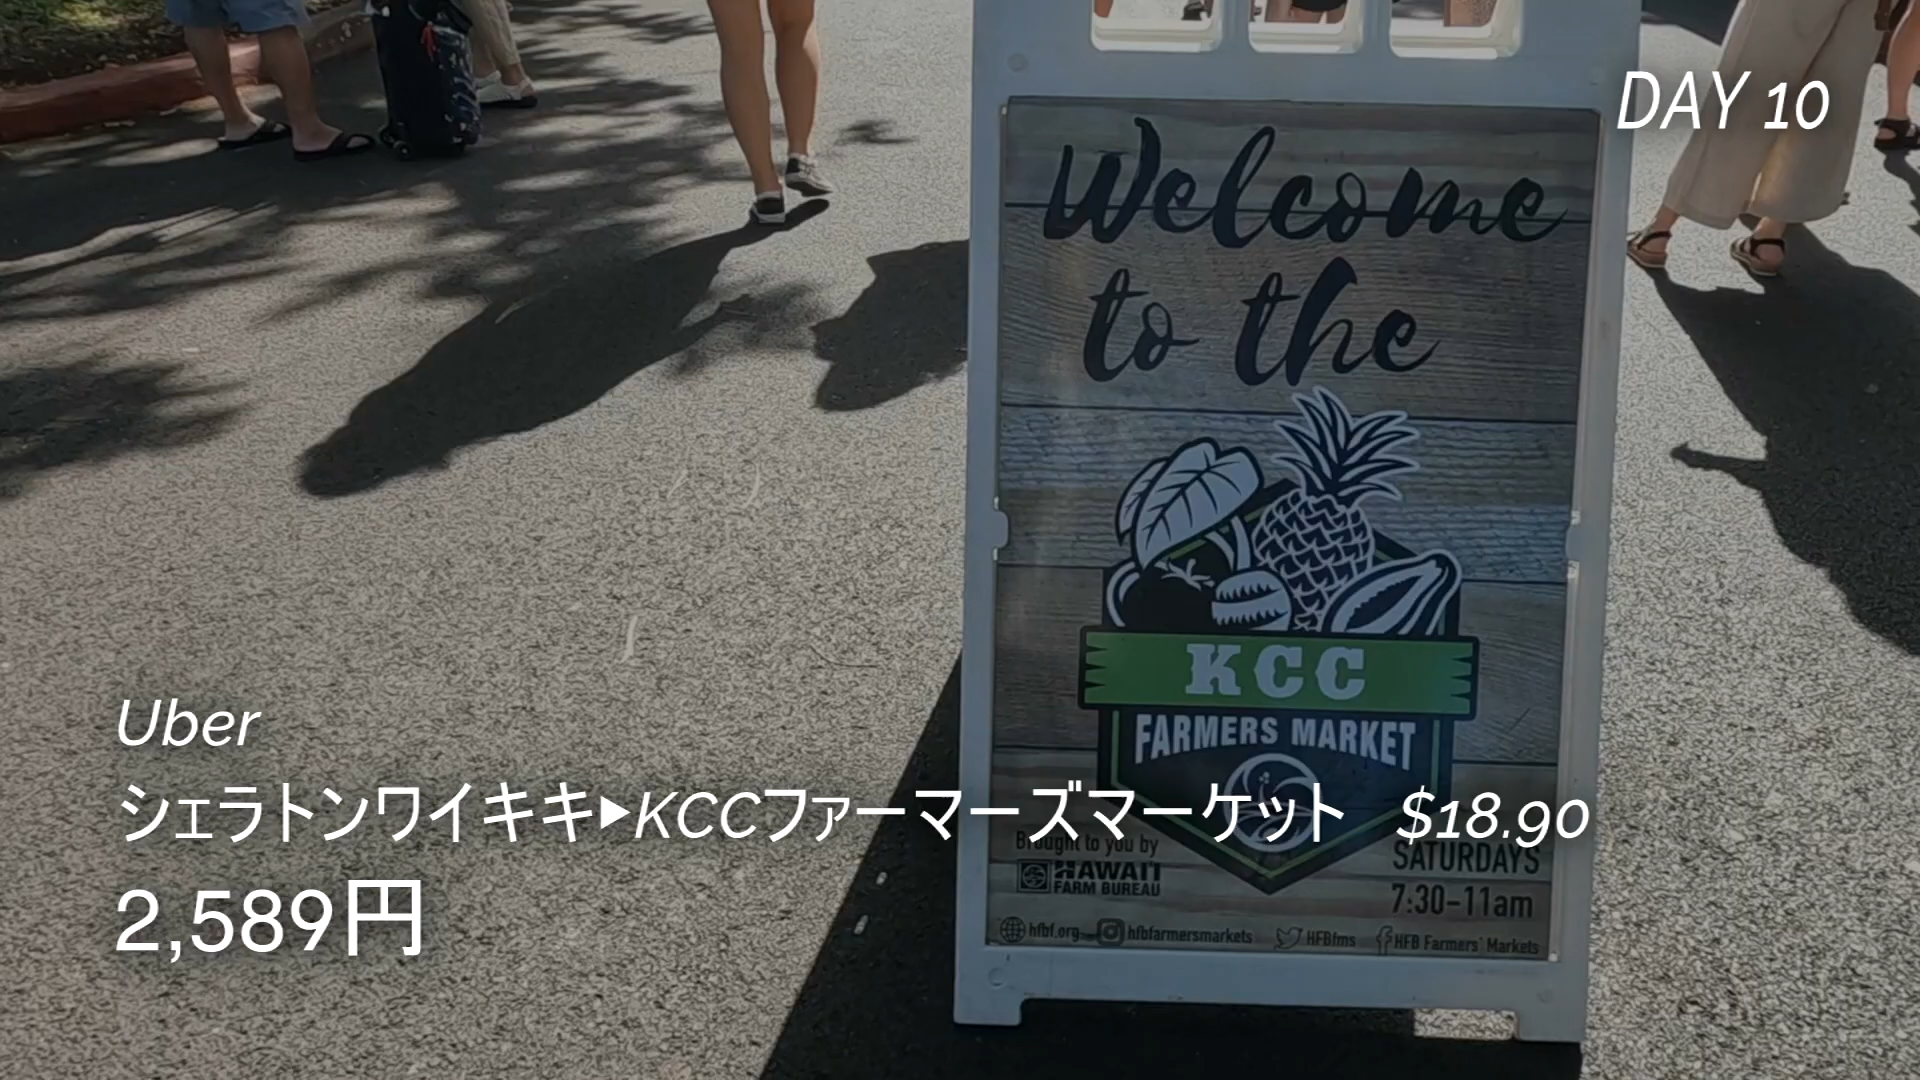 DAY 10
Welcome
to the
KCC
FARMERS MARKET
Uber
シェラトンワイキキ▶KCCファーマーズマーケット $18.90
2,589円
Brought to you by
HAWAI'I
FARM BUREAU
SATURDAYS
7:30-11am
hfbf.org hfbfarmersmarkets HFBfms HFB Farmers' Markets